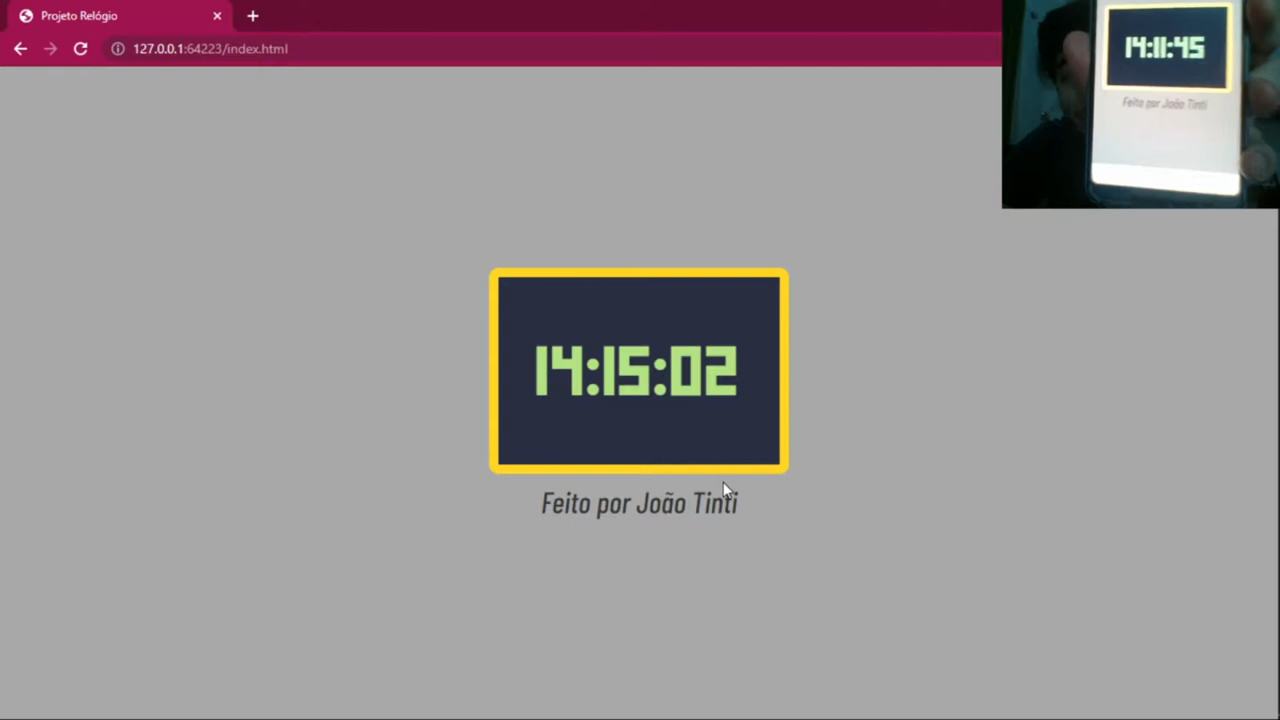 Projeto Relógio
127.0.0.1:64223/index.html
14:11:45
Feito por João Tinti
14:15:02
Feito por João Tinti